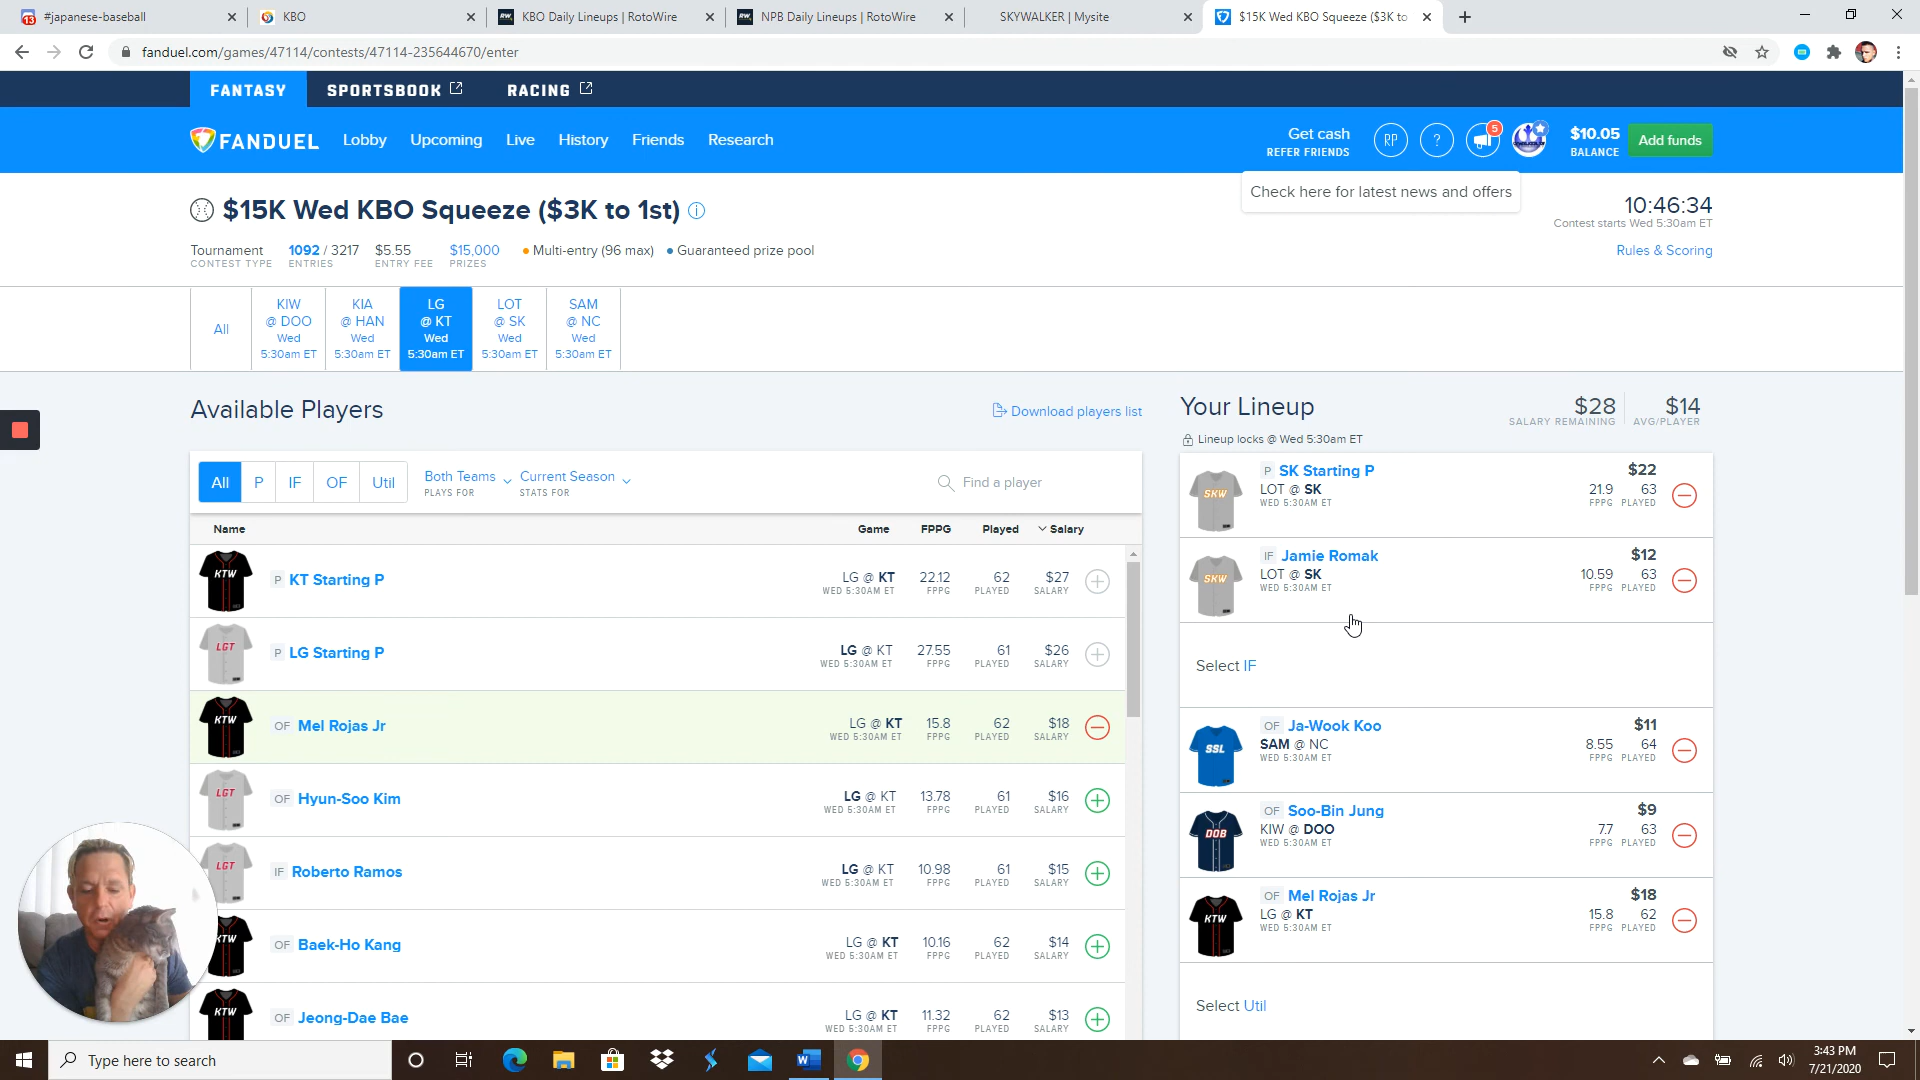 #japanese-baseball
KBO
KBO Daily Lineups | RotoWire
NPB Daily Lineups | RotoWire
SKYWALKER | Mysite
$15K Wed KBO Squeeze ($3K to
fanduel.com/games/47114/contests/47114-235644670/enter
FANTASY
SPORTSBOOK
RACING
FANDUEL
Lobby
Upcoming
Live
History
Friends
Research
Get cash
REFER FRIENDS
RP
?
5
$10.05
BALANCE
Add funds
Check here for latest news and offers
$15K Wed KBO Squeeze ($3K to 1st)
10:46:34
Contest starts Wed 5:30am ET
Tournament
CONTEST TYPE
1092 / 3217
ENTRIES
$5.55
ENTRY FEE
$15,000
PRIZES
Multi-entry (96 max)
Guaranteed prize pool
Rules & Scoring
All
KIW
@ DOO
Wed
5:30am ET
KIA
@ HAN
Wed
5:30am ET
LG
@ KT
Wed
5:30am ET
LOT
@ SK
Wed
5:30am ET
SAM
@ NC
Wed
5:30am ET
Available Players
Download players list
All
P
IF
OF
Util
Both Teams
PLAYS FOR
Current Season
STATS FOR
Find a player
Name
Game
FPPG
Played
Salary
KTW
P KT Starting P
LG @ KT
WED 5:30AM ET
22.12
FPPG
62
PLAYED
$27
SALARY
LGT
P LG Starting P
LG @ KT
WED 5:30AM ET
27.55
FPPG
61
PLAYED
$26
SALARY
KTW
OF Mel Rojas Jr
LG @ KT
WED 5:30AM ET
15.8
FPPG
62
PLAYED
$18
SALARY
LGT
OF Hyun-Soo Kim
LG @ KT
WED 5:30AM ET
13.78
FPPG
61
PLAYED
$16
SALARY
LGT
IF Roberto Ramos
LG @ KT
WED 5:30AM ET
10.98
FPPG
61
PLAYED
$15
SALARY
KTW
OF Baek-Ho Kang
LG @ KT
WED 5:30AM ET
10.16
FPPG
62
PLAYED
$14
SALARY
KTW
OF Jeong-Dae Bae
LG @ KT
WED 5:30AM ET
11.32
FPPG
62
PLAYED
$13
SALARY
Your Lineup
$28
SALARY REMAINING
$14
AVG/PLAYER
Lineup locks @ Wed 5:30am ET
SKW
P SK Starting P
LOT @ SK
WED 5:30AM ET
$22
21.9
FPPG
63
PLAYED
SKW
IF Jamie Romak
LOT @ SK
WED 5:30AM ET
$12
10.59
FPPG
63
PLAYED
Select IF
SSL
OF Ja-Wook Koo
SAM @ NC
WED 5:30AM ET
$11
8.55
FPPG
64
PLAYED
DOB
OF Soo-Bin Jung
KIW @ DOO
WED 5:30AM ET
$9
7.7
FPPG
63
PLAYED
KTW
OF Mel Rojas Jr
LG @ KT
WED 5:30AM ET
$18
15.8
FPPG
62
PLAYED
Select Util
Type here to search
3:43 PM
7/21/2020